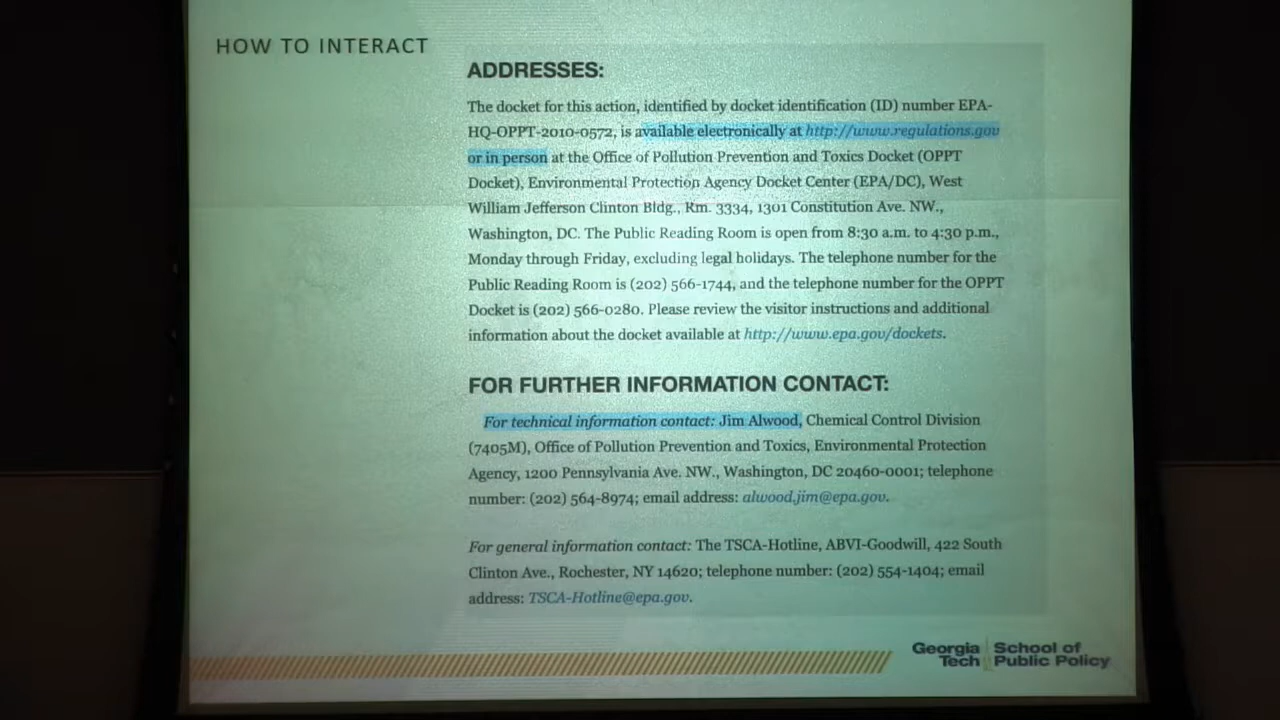 HOW TO INTERACT
ADDRESSES:
The docket for this action, identified by docket identification (ID) number EPA-
HQ-OPPT-2010-0572, is available electronically at http://www.regulations.gov
or in person at the Office of Pollution Prevention and Toxics Docket (OPPT
Docket), Environmental Protection Agency Docket Center (EPA/DC), West
William Jefferson Clinton Bldg., Rm. 3334, 1301 Constitution Ave. NW.,
Washington, DC. The Public Reading Room is open from 8:30 a.m. to 4:30 p.m.,
Monday through Friday, excluding legal holidays. The telephone number for the
Public Reading Room is (202) 566-1744, and the telephone number for the OPPT
Docket is (202) 566-0280. Please review the visitor instructions and additional
information about the docket available at http://www.epa.gov/dockets.
FOR FURTHER INFORMATION CONTACT:
For technical information contact: Jim Alwood, Chemical Control Division
(7405M), Office of Pollution Prevention and Toxics, Environmental Protection
Agency, 1200 Pennsylvania Ave. NW., Washington, DC 20460-0001; telephone
number: (202) 564-8974; email address: alwood.jim@epa.gov.
For general information contact: The TSCA-Hotline, ABVI-Goodwill, 422 South
Clinton Ave., Rochester, NY 14620; telephone number: (202) 554-1404; email
address: TSCA-Hotline@epa.gov.
Georgia Tech School of Public Policy